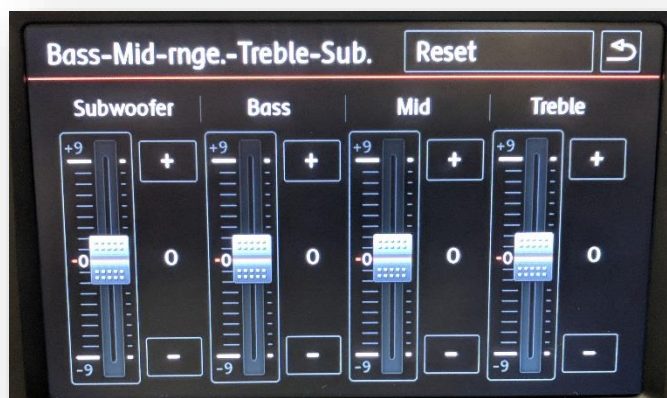 Bass-Mid-rnge.-Treble-Sub. Reset
Subwoofer Bass Mid Treble
+9 + +9 + +9 + +9 +
-0 0 -0 0 -0 0 -0 0
-9 - -9 - -9 - -9 -